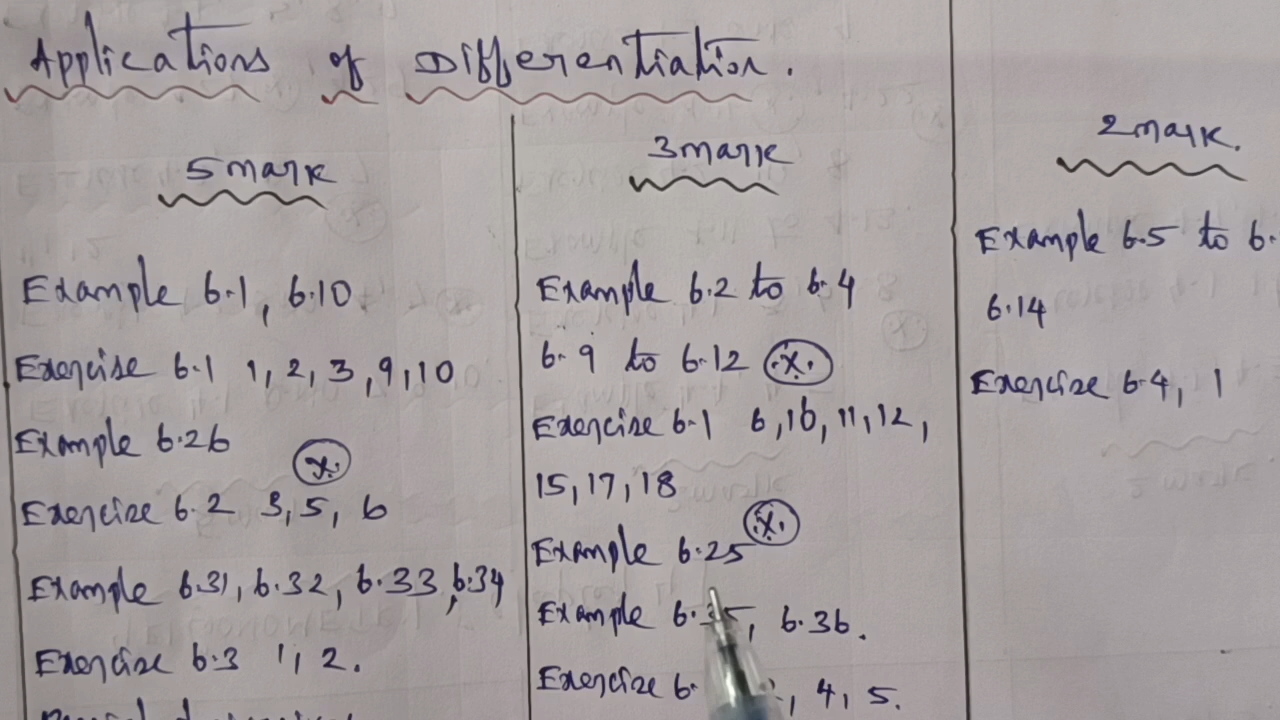 Applications of Differentiation.
5 mark
Example 6.1, 6.10
Exercise 6.1 1, 2, 3, 9, 10
Example 6.26
(x)
Exercise 6.2 3, 5, 6
Example 6.31, 6.32, 6.33, 6.34
Exercise 6.3 1, 2.
3 mark
Example 6.2 to 6.4
6.9 to 6.12 (x)
Exercise 6.1 6, 10, 11, 12,
15, 17, 18
Example 6.25 (x)
Example 6.35, 6.36.
Exercise 6. , 4, 5.
2 mark.
Example 6.5 to 6.
6.14
Exercise 6.4, 1